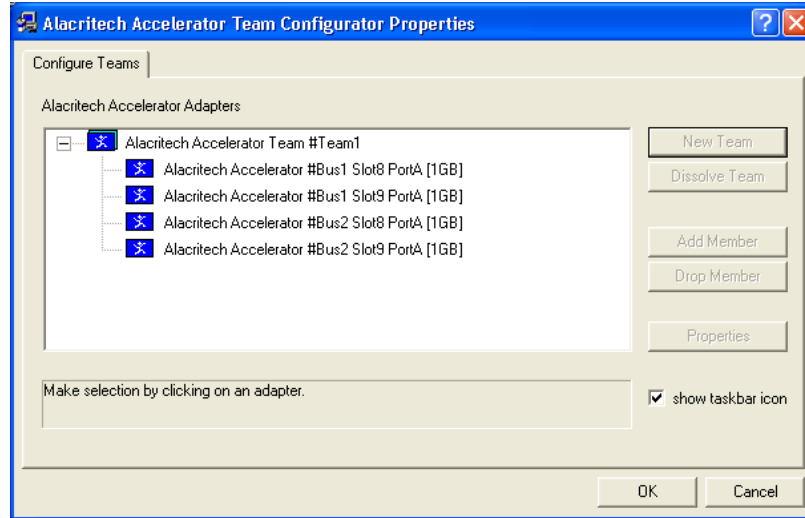 Alacritech Accelerator Team Configurator Properties
Configure Teams
Alacritech Accelerator Adapters
Alacritech Accelerator Team #Team1
Alacritech Accelerator #Bus1 Slot8 PortA [1GB]
Alacritech Accelerator #Bus1 Slot9 PortA [1GB]
Alacritech Accelerator #Bus2 Slot8 PortA [1GB]
Alacritech Accelerator #Bus2 Slot9 PortA [1GB]
New Team
Dissolve Team
Add Member
Drop Member
Properties
Make selection by clicking on an adapter.
show taskbar icon
OK Cancel